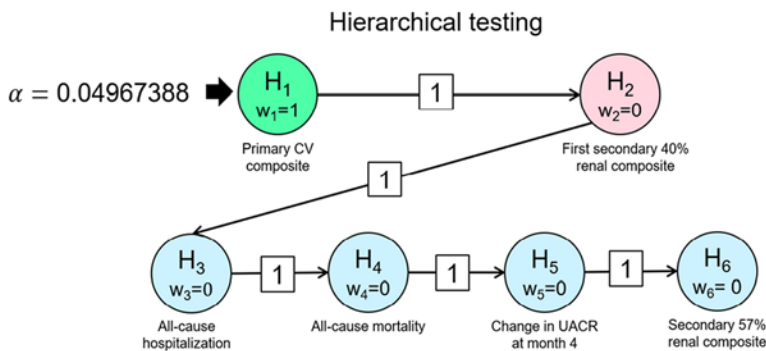 Hierarchical testing
α = 0.04967388
H₁
w₁=1
1
H₂
w₂=0
Primary CV
composite
First secondary 40%
renal composite
1
H₃
w₃=0
1
H₄
w₄=0
1
H₅
w₅=0
1
H₆
w₆= 0
All-cause
hospitalization
All-cause mortality
Change in UACR
at month 4
Secondary 57%
renal composite